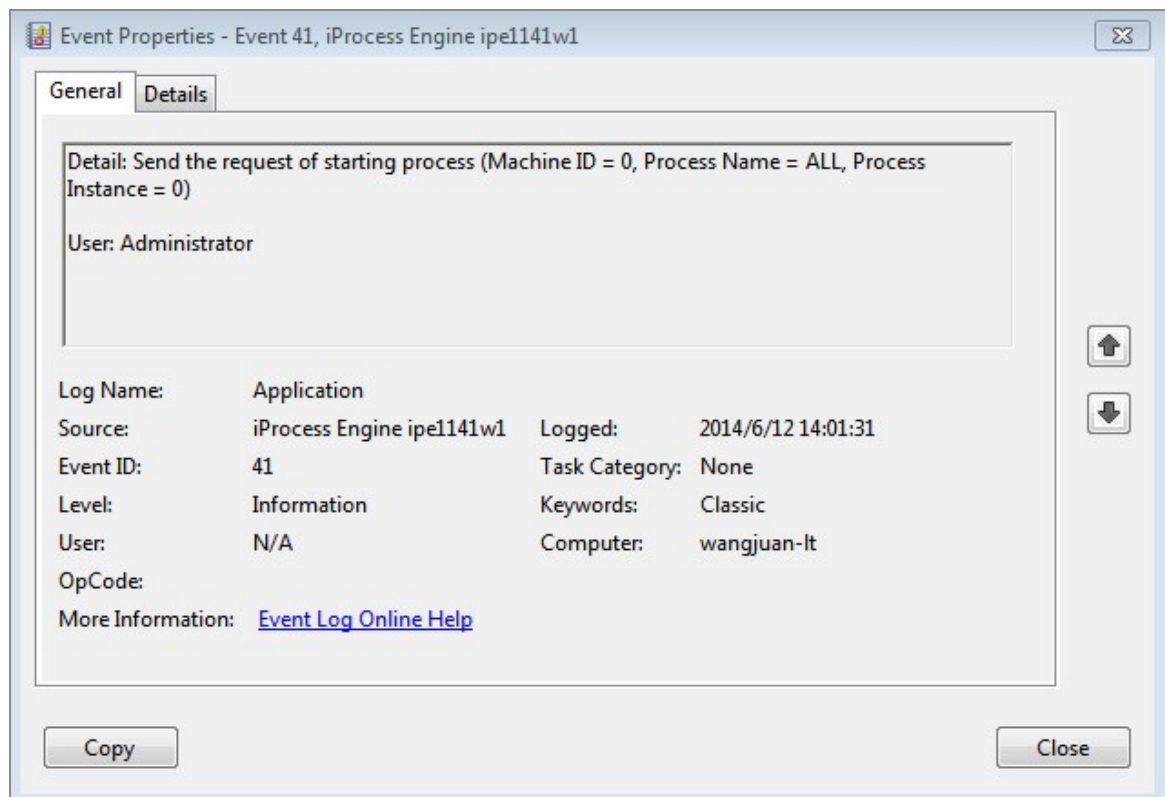 Event Properties - Event 41, iProcess Engine ipe1141w1
General Details
Detail: Send the request of starting process (Machine ID = 0, Process Name = ALL, Process
Instance = 0)
User: Administrator
Log Name: Application
Source: iProcess Engine ipe1141w1 Logged: 2014/6/12 14:01:31
Event ID: 41 Task Category: None
Level: Information Keywords: Classic
User: N/A Computer: wangjuan-lt
OpCode:
More Information: Event Log Online Help
Copy Close